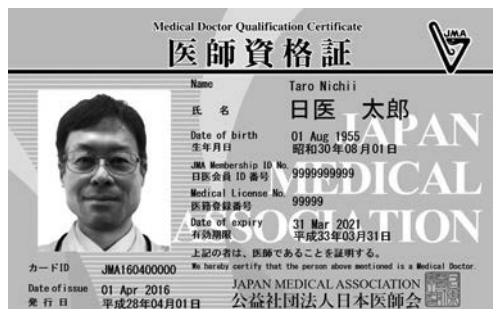 Medical Doctor Qualification Certificate
医師資格証
JMA
Name Taro Nichii
氏 名 日医 太郎
Date of birth 01 Aug 1955
生年月日 昭和30年08月01日
JMA Membership ID No.
日医会員 ID 番号 9999999999
Medical License No.
医籍登録番号 99999
Date of expiry 31 Mar 2021
有効期限 平成33年03月31日
JAPAN
MEDICAL
ASSOCIATION
上記の者は、医師であることを証明する。
We hereby certify that the person above mentioned is a Medical Doctor.
カードID JMA160400000
Date of issue 01 Apr 2016
発 行 日 平成28年04月01日
JAPAN MEDICAL ASSOCIATION
公益社団法人日本医師会